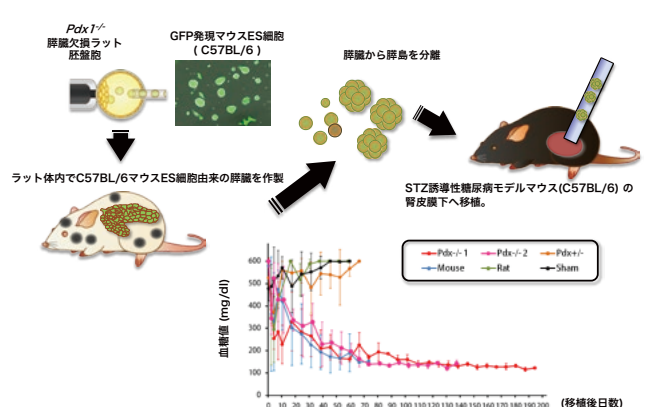 Pdx1-/-
膵臓欠損ラット
胚盤胞
GFP発現マウスES細胞
( C57BL/6 )
膵臓から膵島を分離
ラット体内でC57BL/6マウスES細胞由来の膵臓を作製
STZ誘導性糖尿病モデルマウス(C57BL/6) の
腎皮膜下へ移植。
Pdx-/- 1 Pdx-/- 2 Pdx+/-
Mouse Rat Sham
血糖値 (mg/dl)
600
500
400
300
200
100
0
0 10 20 30 40 50 60 70 80 90 100 110 120 130 140 150 160 170 180 190 200
(移植後日数)